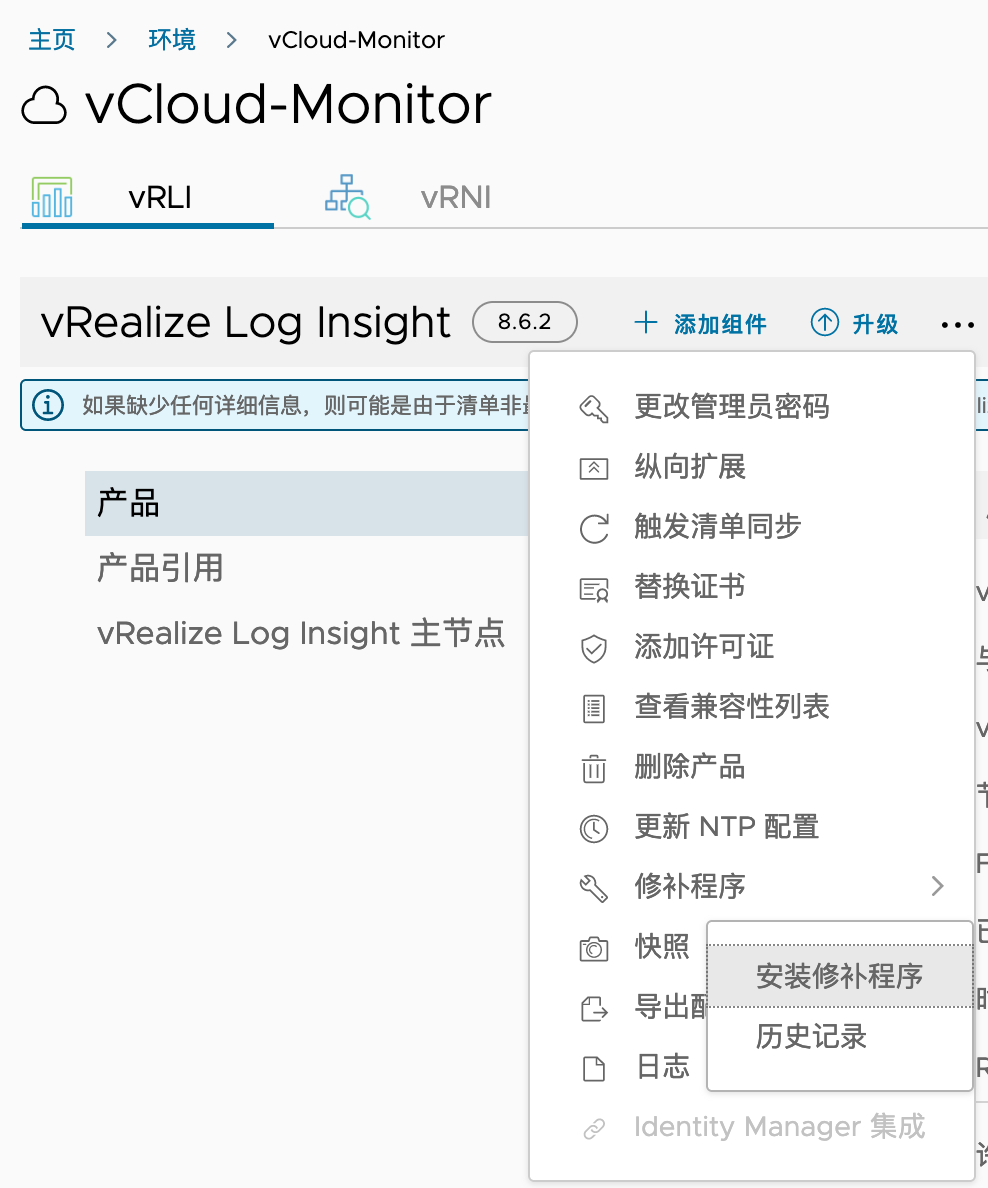 主页 > 环境 > vCloud-Monitor
vCloud-Monitor
vRLI vRNI
vRealize Log Insight 8.6.2 添加组件 升级
如果缺少任何详细信息，则可能是由于清单非
产品
产品引用
vRealize Log Insight 主节点
更改管理员密码
纵向扩展
触发清单同步
替换证书
添加许可证
查看兼容性列表
删除产品
更新 NTP 配置
修补程序
安装修补程序
历史记录
快照
导出
日志
Identity Manager 集成